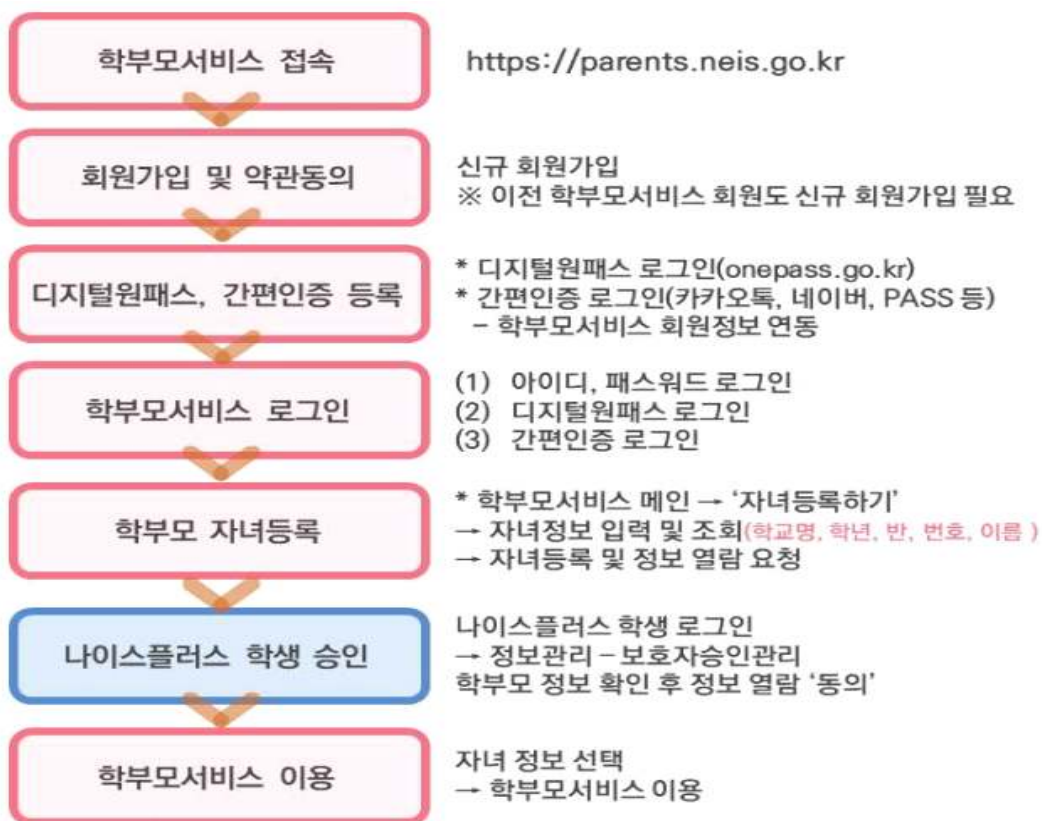 학부모서비스 접속
https://parents.neis.go.kr
회원가입 및 약관동의
신규 회원가입
※ 이전 학부모서비스 회원도 신규 회원가입 필요
디지털원패스, 간편인증 등록
* 디지털원패스 로그인(onepass.go.kr)
* 간편인증 로그인(카카오톡, 네이버, PASS 등)
- 학부모서비스 회원정보 연동
학부모서비스 로그인
(1) 아이디, 패스워드 로그인
(2) 디지털원패스 로그인
(3) 간편인증 로그인
학부모 자녀등록
* 학부모서비스 메인 → ‘자녀등록하기’
→ 자녀정보 입력 및 조회(학교명, 학년, 반, 번호, 이름 )
→ 자녀등록 및 정보 열람 요청
나이스플러스 학생 승인
나이스플러스 학생 로그인
→ 정보관리 – 보호자승인관리
학부모 정보 확인 후 정보 열람 ‘동의’
학부모서비스 이용
자녀 정보 선택
→ 학부모서비스 이용